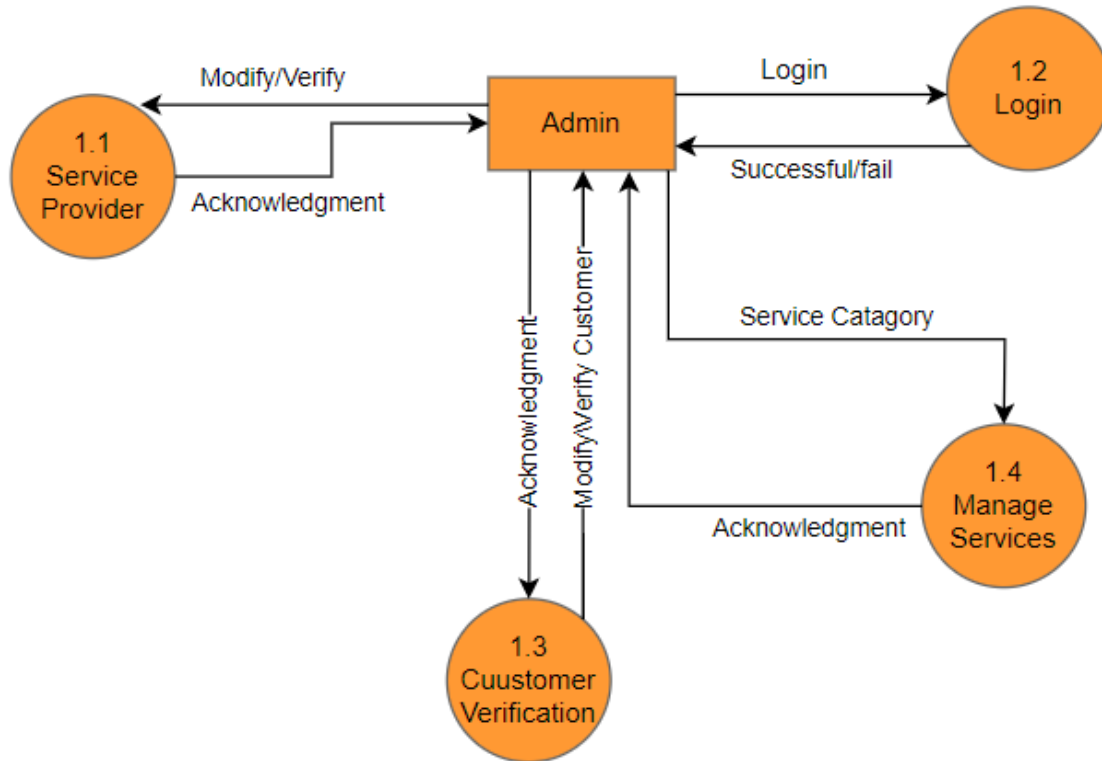 Modify/Verify
Login
1.2
Login
Admin
1.1
Service
Provider
Acknowledgment
Successful/fail
Acknowledgment
Modify\Verify Customer
Service Catagory
1.4
Manage
Services
Acknowledgment
1.3
Cuustomer
Verification